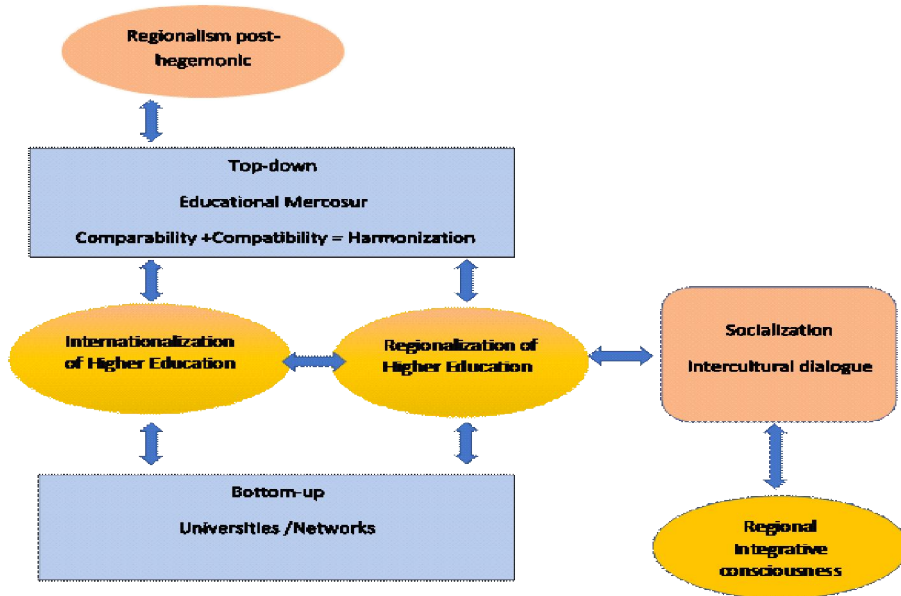 Regionalism post-
hegemonic
Top-down
Educational Mercosur
Comparability +Compatibility = Harmonization
Internationalization
of Higher Education
Regionalization of
Higher Education
Socialization
Intercultural dialogue
Bottom-up
Universities /Networks
Regional
Integrative
consciousness